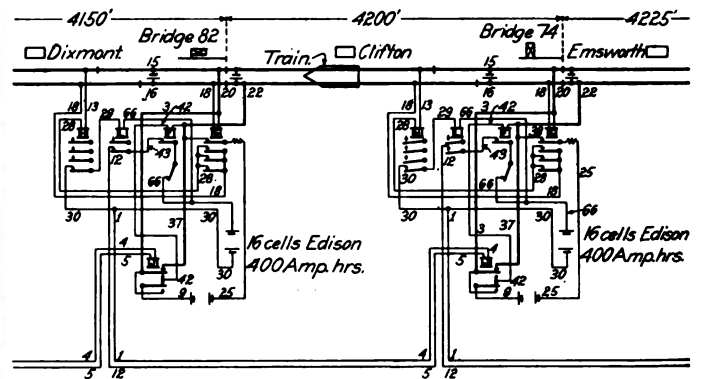 4150' 4200' 4225'
Bridge 82 Bridge 74
Dixmont Train Clifton Emsworth
15 15
16 18 20 22 16 18 20 22
18 13 3 42 18 13 3 42
28 29 66 28 29 66 38
12 43 12 43
30 66 28 30 66 28 25
18 18
30 1 37 30 30 1 37 30 66
16 cells Edison 16 cells Edison
400 Amp. hrs. 400 Amp. hrs.
4 3 4
5 42 30 5 42 30
9 25 9 25
4 1 4 1
5 12 5 12